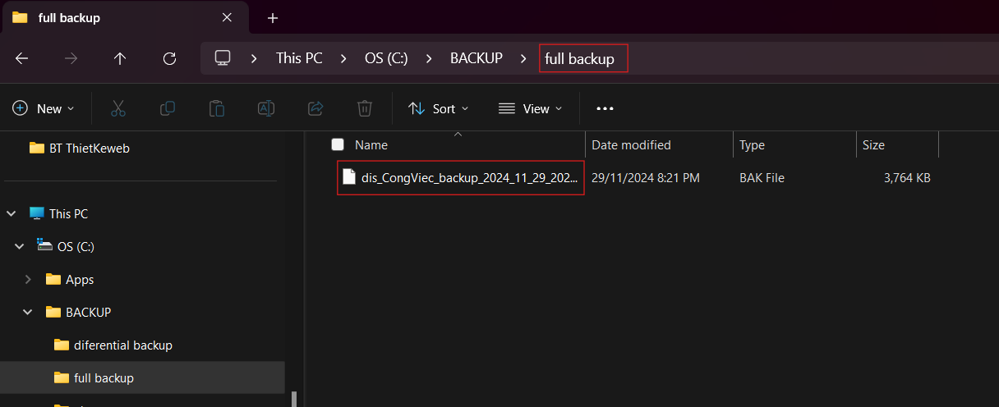 full backup
This PC > OS (C:) > BACKUP > full backup
New Sort View
BT ThietKeweb
Name Date modified Type Size
dis_CongViec_backup_2024_11_29_202... 29/11/2024 8:21 PM BAK File 3,764 KB
This PC
OS (C:)
Apps
BACKUP
diferential backup
full backup